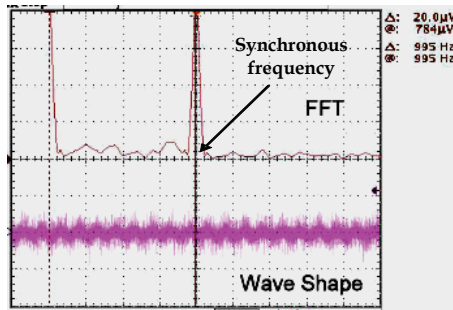 Δ: 20.0µV
@: 784µV
Δ: 995 Hz
@: 995 Hz
Synchronous
frequency
FFT
Wave Shape